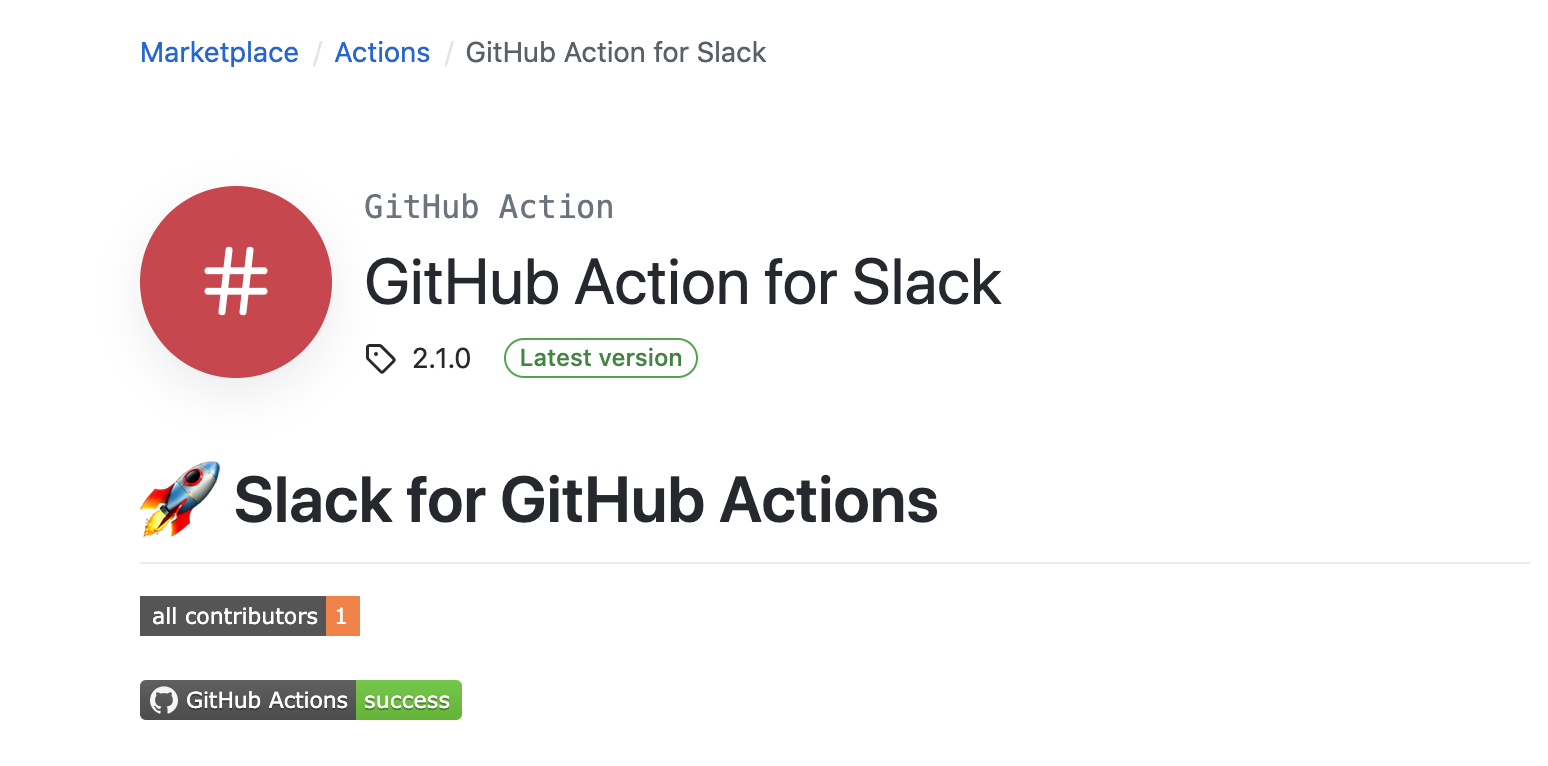 Marketplace / Actions / GitHub Action for Slack
#
GitHub Action
GitHub Action for Slack
2.1.0 Latest version
🚀 Slack for GitHub Actions
all contributors 1
GitHub Actions success